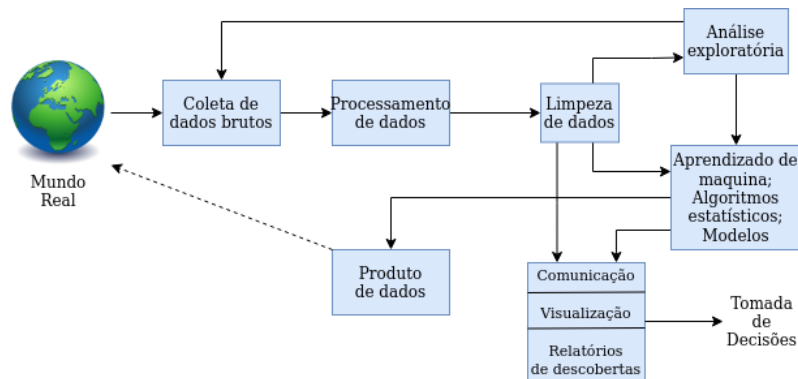 Mundo
Real
Coleta de
dados brutos
Processamento
de dados
Limpeza
de dados
Análise
exploratória
Aprendizado de
maquina;
Algoritmos
estatísticos;
Modelos
Produto
de dados
Comunicação
Visualização
Relatórios
de descobertas
Tomada
de
Decisões